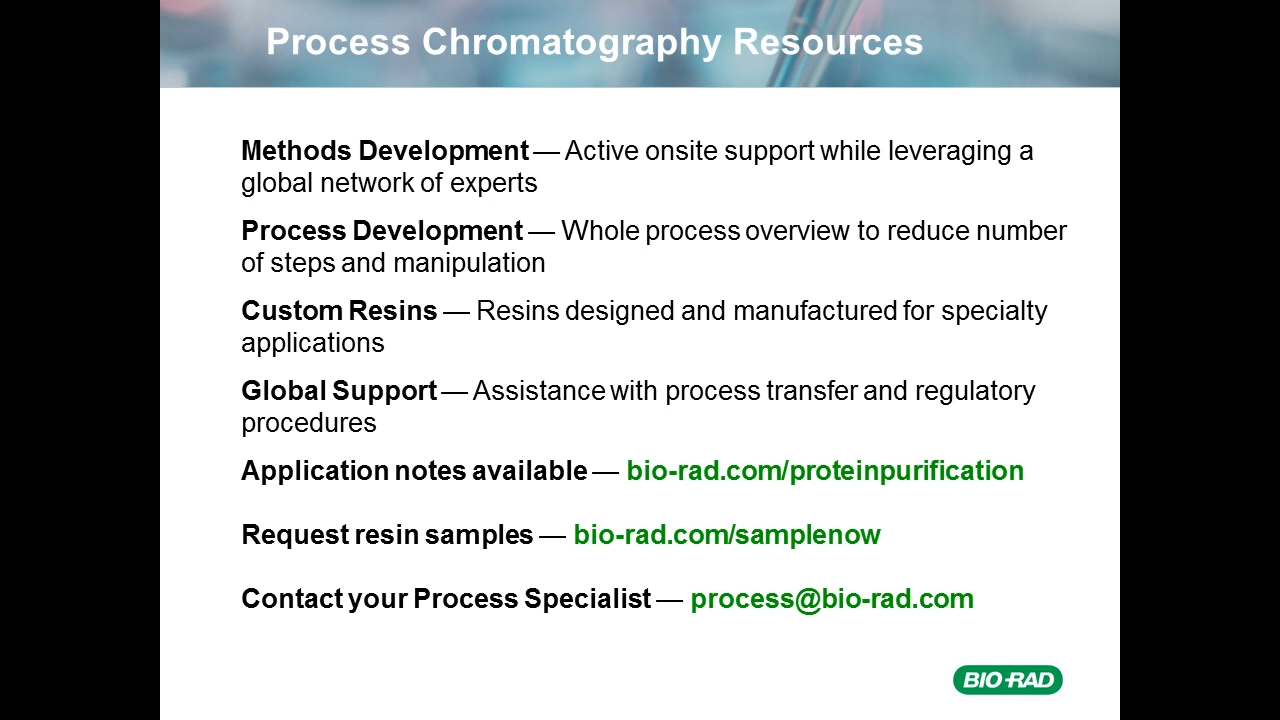 Process Chromatography Resources
Methods Development — Active onsite support while leveraging a
global network of experts
Process Development — Whole process overview to reduce number
of steps and manipulation
Custom Resins — Resins designed and manufactured for specialty
applications
Global Support — Assistance with process transfer and regulatory
procedures
Application notes available — bio-rad.com/proteinpurification
Request resin samples — bio-rad.com/samplenow
Contact your Process Specialist — process@bio-rad.com
BIO-RAD